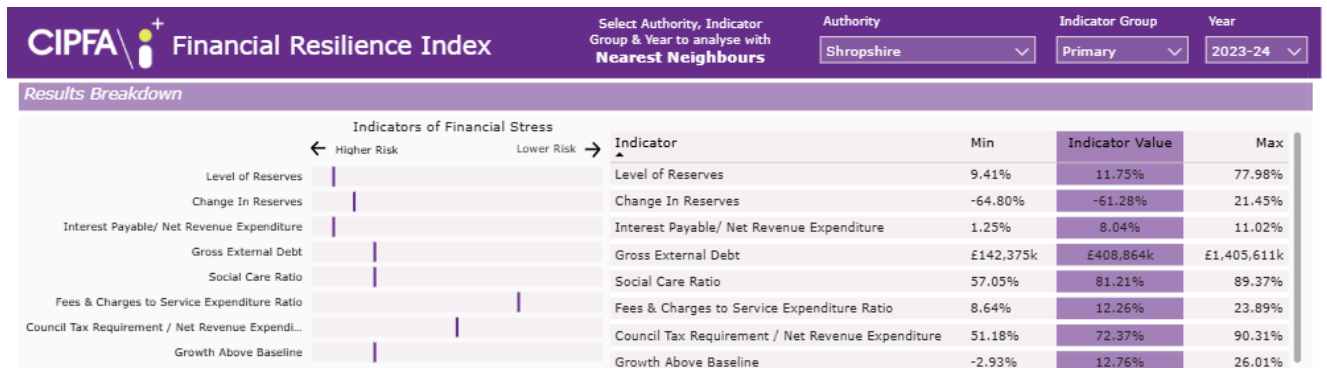 CIPFA\ Financial Resilience Index
Select Authority, Indicator
Group & Year to analyse with
Nearest Neighbours
Authority
Shropshire
Indicator Group
Primary
Year
2023-24
Results Breakdown
Indicators of Financial Stress
← Higher Risk Lower Risk →
Level of Reserves
Change In Reserves
Interest Payable/ Net Revenue Expenditure
Gross External Debt
Social Care Ratio
Fees & Charges to Service Expenditure Ratio
Council Tax Requirement / Net Revenue Expendi...
Growth Above Baseline
Indicator Min Indicator Value Max
Level of Reserves 9.41% 11.75% 77.98%
Change In Reserves -64.80% -61.28% 21.45%
Interest Payable/ Net Revenue Expenditure 1.25% 8.04% 11.02%
Gross External Debt £142,375k £408,864k £1,405,611k
Social Care Ratio 57.05% 81.21% 89.37%
Fees & Charges to Service Expenditure Ratio 8.64% 12.26% 23.89%
Council Tax Requirement / Net Revenue Expenditure 51.18% 72.37% 90.31%
Growth Above Baseline -2.93% 12.76% 26.01%